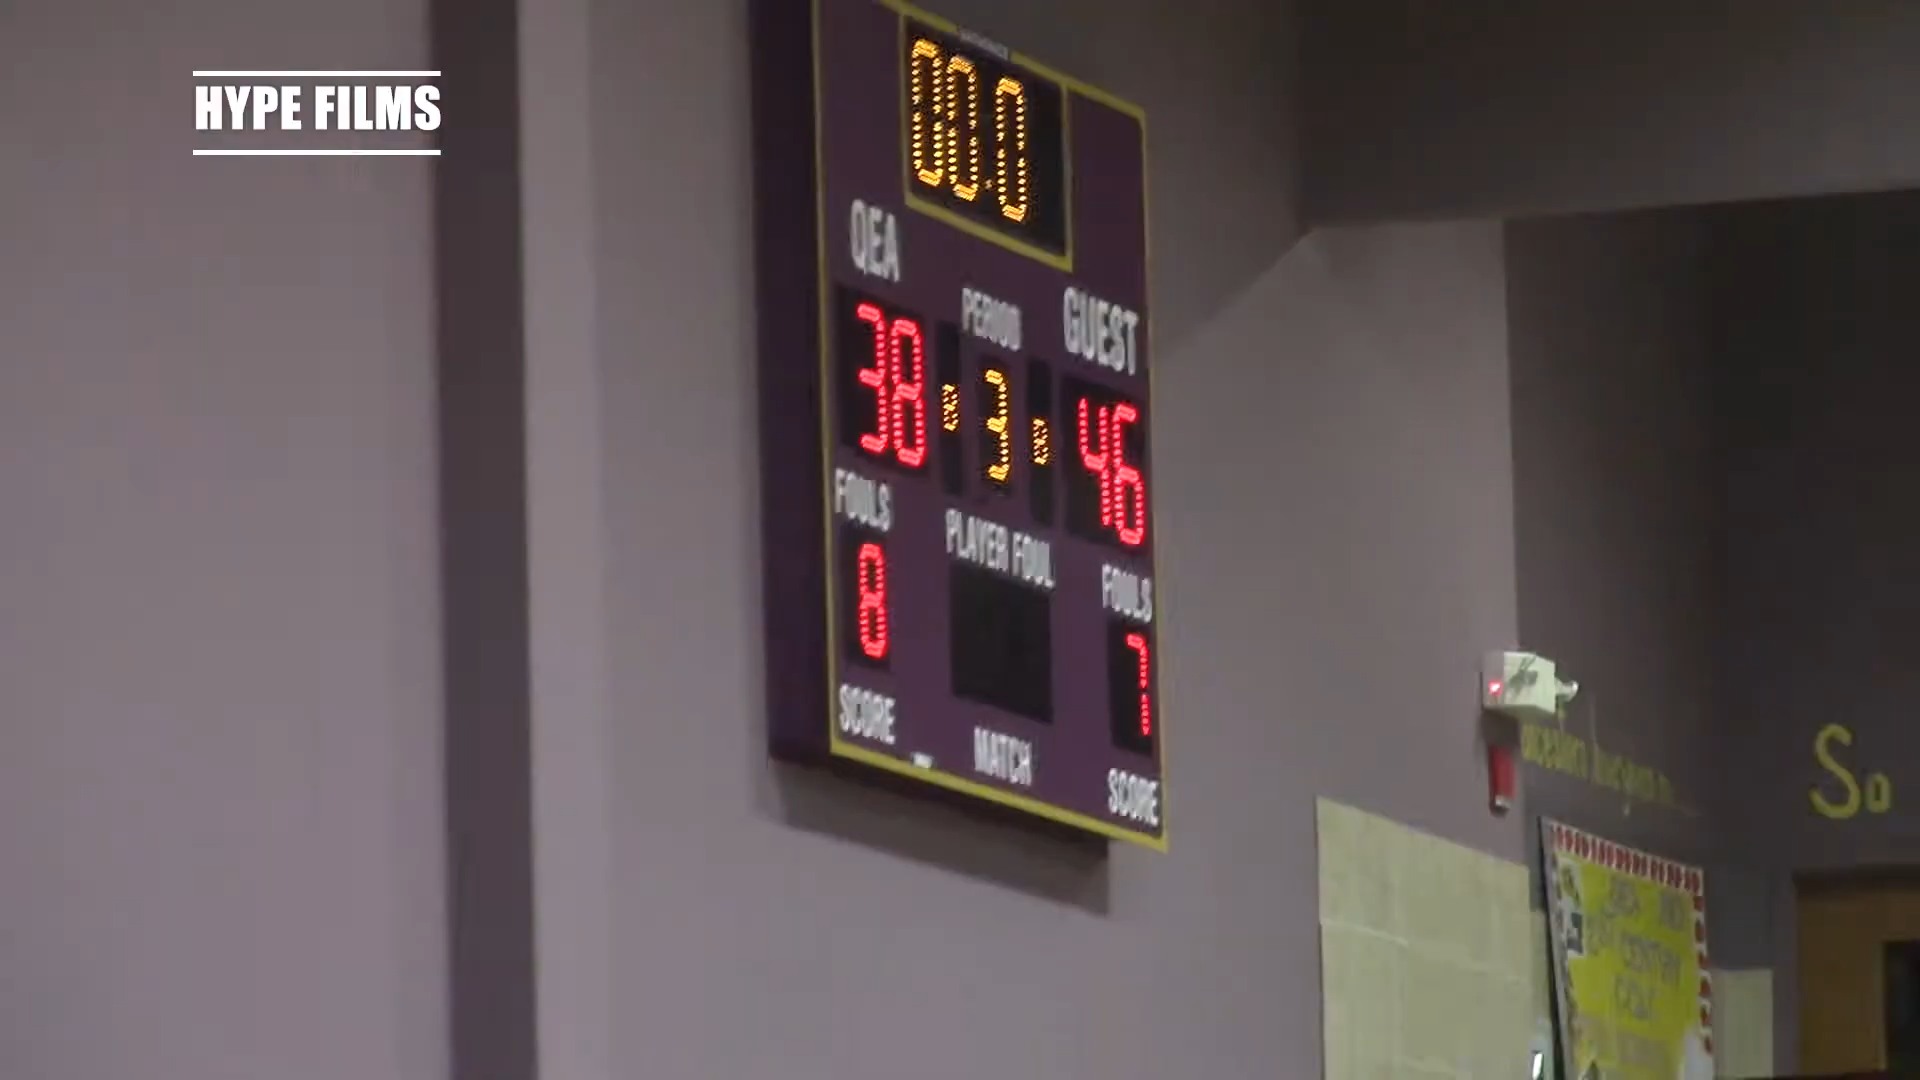 HYPE FILMS
00.0
QEA
PERIOD
GUEST
38
3
46
FOULS
PLAYER FOUL
FOULS
8
7
SCORE
MATCH
SCORE
So
CENTURY